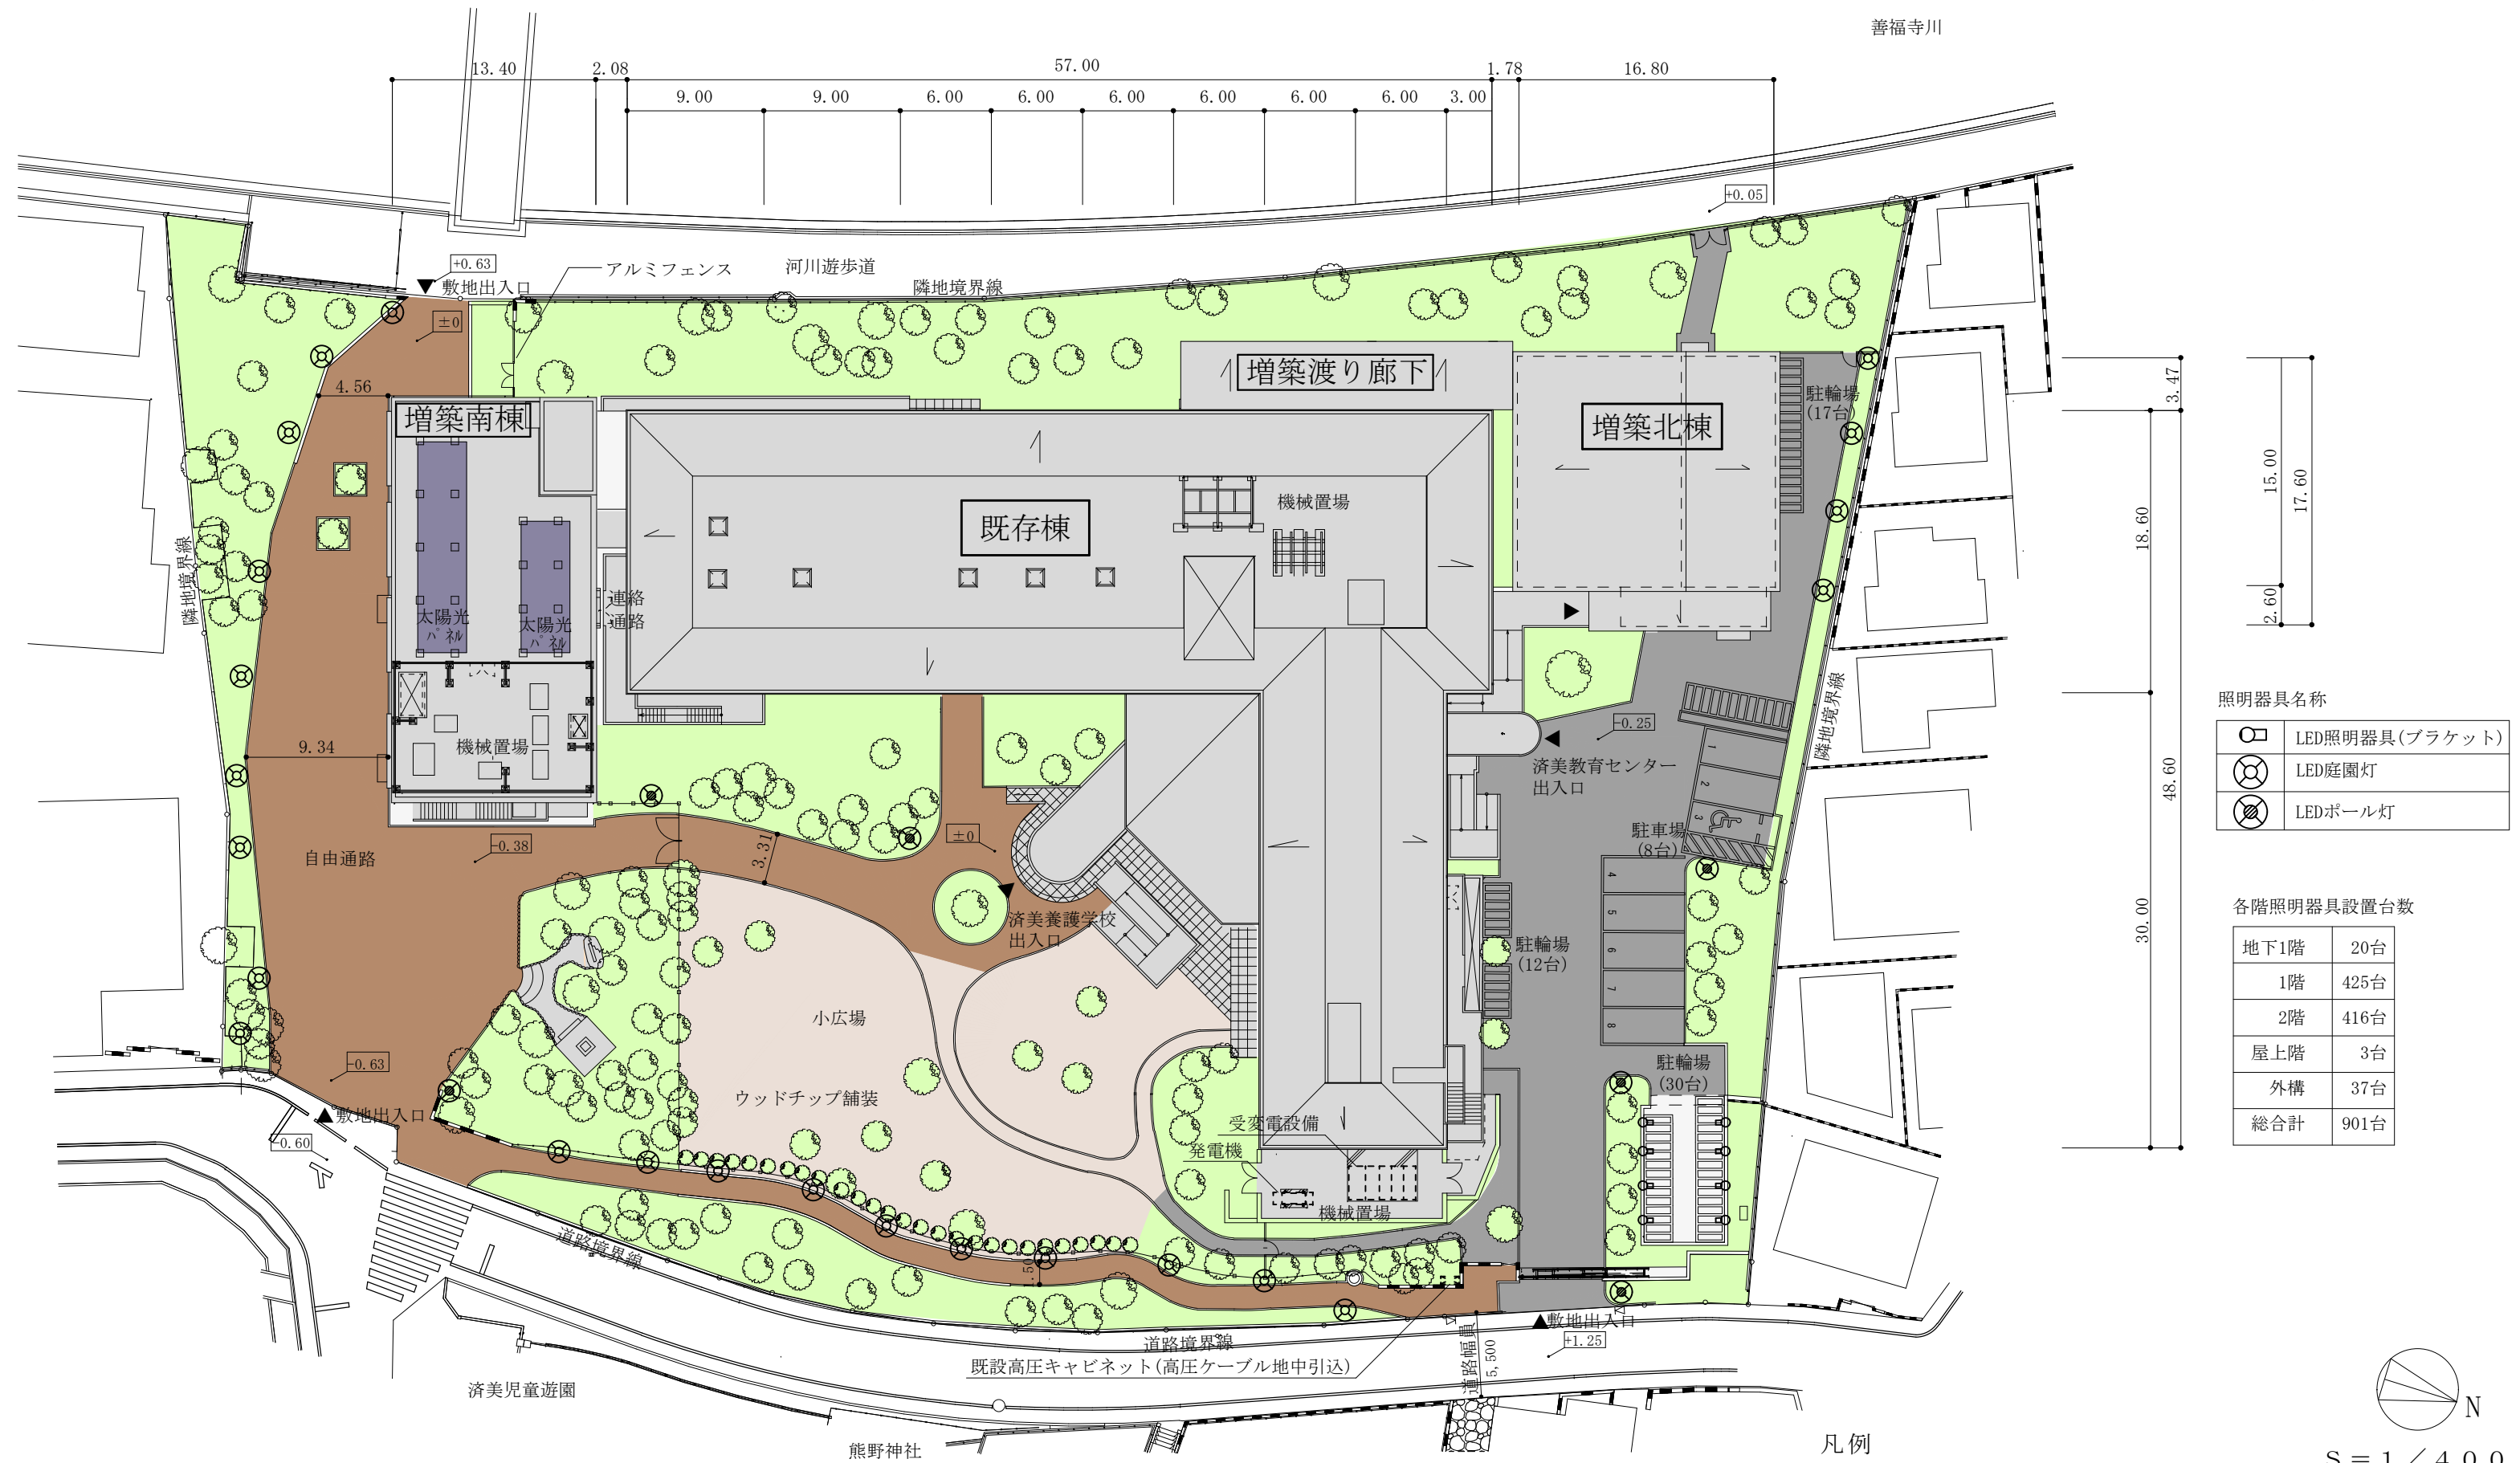 善福寺川
13.40
2.08
57.00
1.78
16.80
9.00
9.00
6.00
6.00
6.00
6.00
6.00
6.00
3.00
+0.05
+0.63
敷地出入口
アルミフェンス
河川遊歩道
隣地境界線
±0
4.56
増築南棟
増築渡り廊下
増築北棟
駐輪場
(17台)
3.47
15.00
17.60
18.60
2.60
既存棟
機械置場
隣地境界線
太陽光
パネル
太陽光
パネル
連絡
通路
9.34
機械置場
-0.25
済美教育センター
出入口
隣地境界線
1
2
3
駐車場
(8台)
48.60
30.00
照明器具名称
LED照明器具(ブラケット)
LED庭園灯
LEDポール灯
自由通路
-0.38
3.31
±0
済美養護学校
出入口
4
5
6
7
8
駐輪場
(12台)
各階照明器具設置台数
地下1階 20台
1階 425台
2階 416台
屋上階 3台
外構 37台
総合計 901台
小広場
ウッドチップ舗装
-0.63
敷地出入口
-0.60
駐輪場
(30台)
受変電設備
発電機
機械置場
道路境界線
1.50
道路境界線
敷地出入口
+1.25
既設高圧キャビネット(高圧ケーブル地中引込)
道路幅員
5,500
済美児童遊園
熊野神社
凡例
N
S=1/400